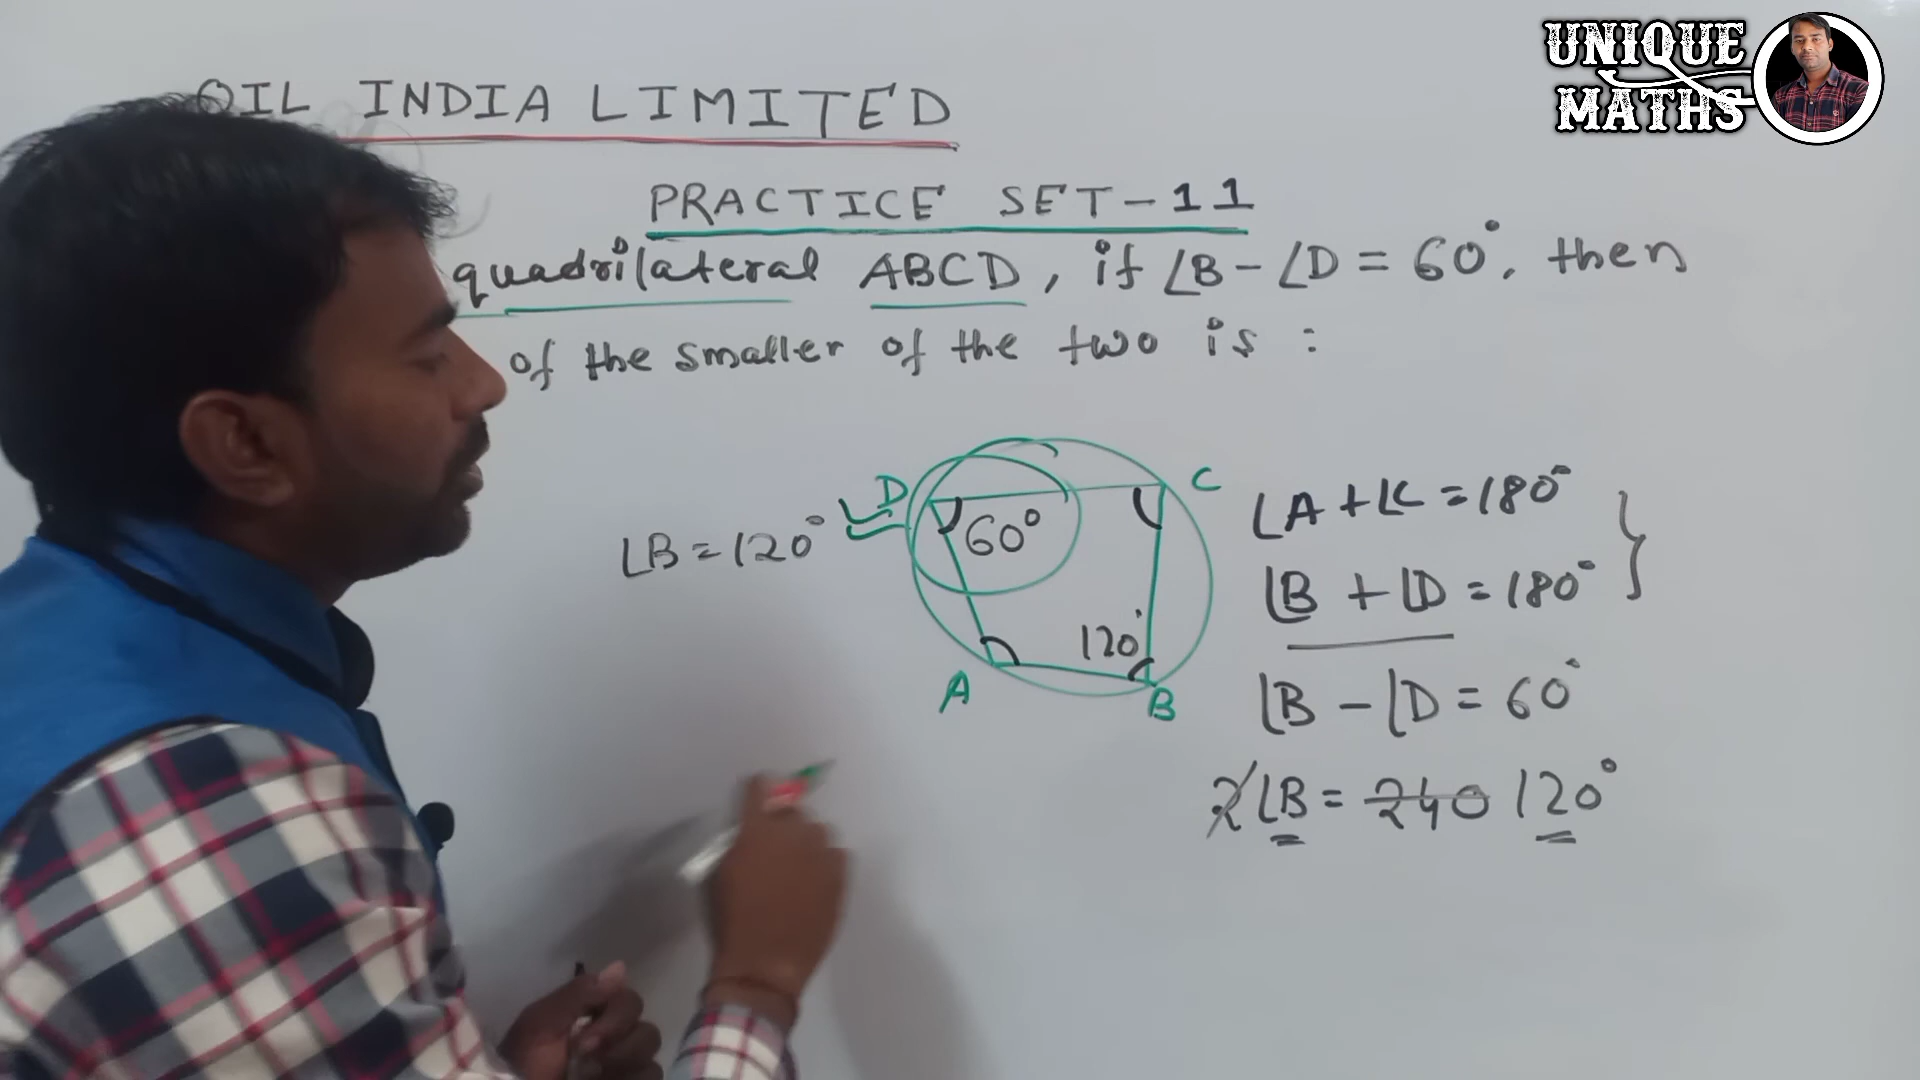 UNIQUE
MATHS
OIL INDIA LIMITED
PRACTICE SET-11
quadrilateral ABCD, if ∠B - ∠D = 60°, then
of the smaller of the two is :
D
C
60°
120°
A
B
∠B = 120°
∠A + ∠C = 180°
∠B + ∠D = 180°
∠B - ∠D = 60°
2∠B = 240 120°